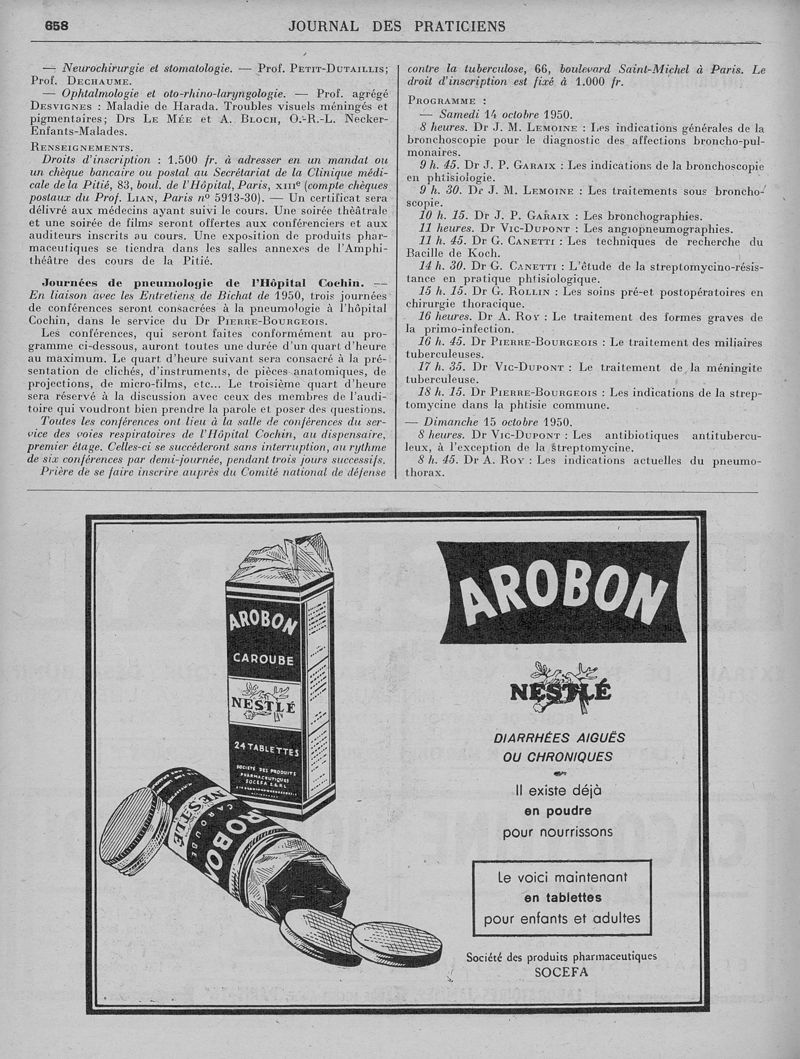 658
JOURNAL DES PRATICIENS
— Neurochirurgie et stomatologie. — Prof. PETIT-DUTAILLIS;
Prof. DECHAUME.
— Ophtalmologie et oto-rhino-laryngologie. — Prof. agrégé
DESVIGNES : Maladie de Harada. Troubles visuels méningés et
pigmentaires; Drs LE MÉE et A. BLOCH, O.-R.-L. Necker-
Enfants-Malades.
RENSEIGNEMENTS.
Droits d'inscription : 1.500 fr. à adresser en un mandat ou
un chèque bancaire ou postal au Secrétariat de la Clinique médi-
cale de la Pitié, 83, boul. de l'Hôpital, Paris, XIIIe (compte chèques
postaux du Prof. LIAN, Paris no 5913-30). — Un certificat sera
délivré aux médecins ayant suivi le cours. Une soirée théâtrale
et une soirée de films seront offertes aux conférenciers et aux
auditeurs inscrits au cours. Une exposition de produits phar-
maceutiques se tiendra dans les salles annexes de l'Amphi-
théâtre des cours de la Pitié.
Journées de pneumologie de l'Hôpital Cochin. —
En liaison avec les Entretiens de Bichat de 1950, trois journées
de conférences seront consacrées à la pneumologie à l'hôpital
Cochin, dans le service du Dr PIERRE-BOURGEOIS.
Les conférences, qui seront faites conformément au pro-
gramme ci-dessous, auront toutes une durée d'un quart d'heure
au maximum. Le quart d'heure suivant sera consacré à la pré-
sentation de clichés, d'instruments, de pièces anatomiques, de
projections, de micro-films, etc... Le troisième quart d'heure
sera réservé à la discussion avec ceux des membres de l'audi-
toire qui voudront bien prendre la parole et poser des questions.
Toutes les conférences ont lieu à la salle de conférences du ser-
vice des voies respiratoires de l'Hôpital Cochin, au dispensaire,
premier étage. Celles-ci se succéderont sans interruption, au rythme
de six conférences par demi-journée, pendant trois jours successifs.
Prière de se faire inscrire auprès du Comité national de défense
contre la tuberculose, 66, boulevard Saint-Michel à Paris. Le
droit d'inscription est fixé à 1.000 fr.
PROGRAMME :
— Samedi 14 octobre 1950.
8 heures. Dr J. M. LEMOINE : Les indications générales de la
bronchoscopie pour le diagnostic des affections broncho-pul-
monaires.
9 h. 45. Dr J. P. GARAIX : Les indications de la bronchoscopie
en phtisiologie.
9 h. 30. Dr J. M. LEMOINE : Les traitements sous broncho-
scopie.
10 h. 15. Dr J. P. GARAIX : Les bronchographies.
11 heures. Dr VIC-DUPONT : Les angiopneumographies.
11 h. 45. Dr G. CANETTI : Les techniques de recherche du
Bacille de Koch.
14 h. 30. Dr G. CANETTI : L'étude de la streptomycino-résis-
tance en pratique phtisiologique.
15 h. 15. Dr G. ROLLIN : Les soins pré-et postopératoires en
chirurgie thoracique.
16 heures. Dr A. ROY : Le traitement des formes graves de
la primo-infection.
16 h. 45. Dr PIERRE-BOURGEOIS : Le traitement des miliaires
tuberculeuses.
17 h. 35. Dr VIC-DUPONT : Le traitement de la méningite
tuberculeuse.
18 h. 15. Dr PIERRE-BOURGEOIS : Les indications de la strep-
tomycine dans la phtisie commune.
— Dimanche 15 octobre 1950.
8 heures. Dr VIC-DUPONT : Les antibiotiques antitubercu-
leux, à l'exception de la streptomycine.
8 h. 45. Dr A. ROY : Les indications actuelles du pneumo-
thorax.
AROBON
CAROUBE
NESTLÉ
24 TABLETTES
SOCIÉTÉ DES PRODUITS
PHARMACEUTIQUES
SOCEFA S.A.R.L.
AROBON
CAROUBE
NESTLÉ
AROBON
NESTLÉ
DIARRHÉES AIGUËS
OU CHRONIQUES
Il existe déjà
en poudre
pour nourrissons
Le voici maintenant
en tablettes
pour enfants et adultes
Société des produits pharmaceutiques
SOCEFA